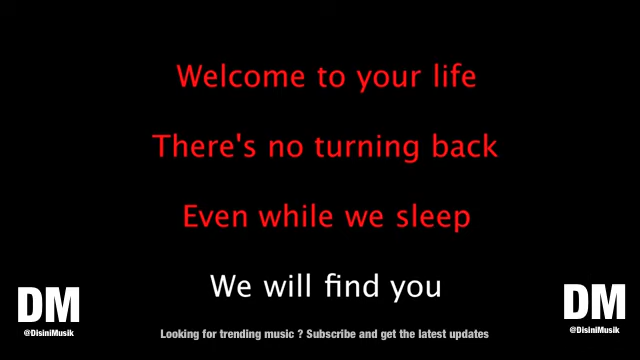 Welcome to your life
There's no turning back
Even while we sleep
We will find you
DM
@DisiniMusik
DM
@DisiniMusik
Looking for trending music ? Subscribe and get the latest updates